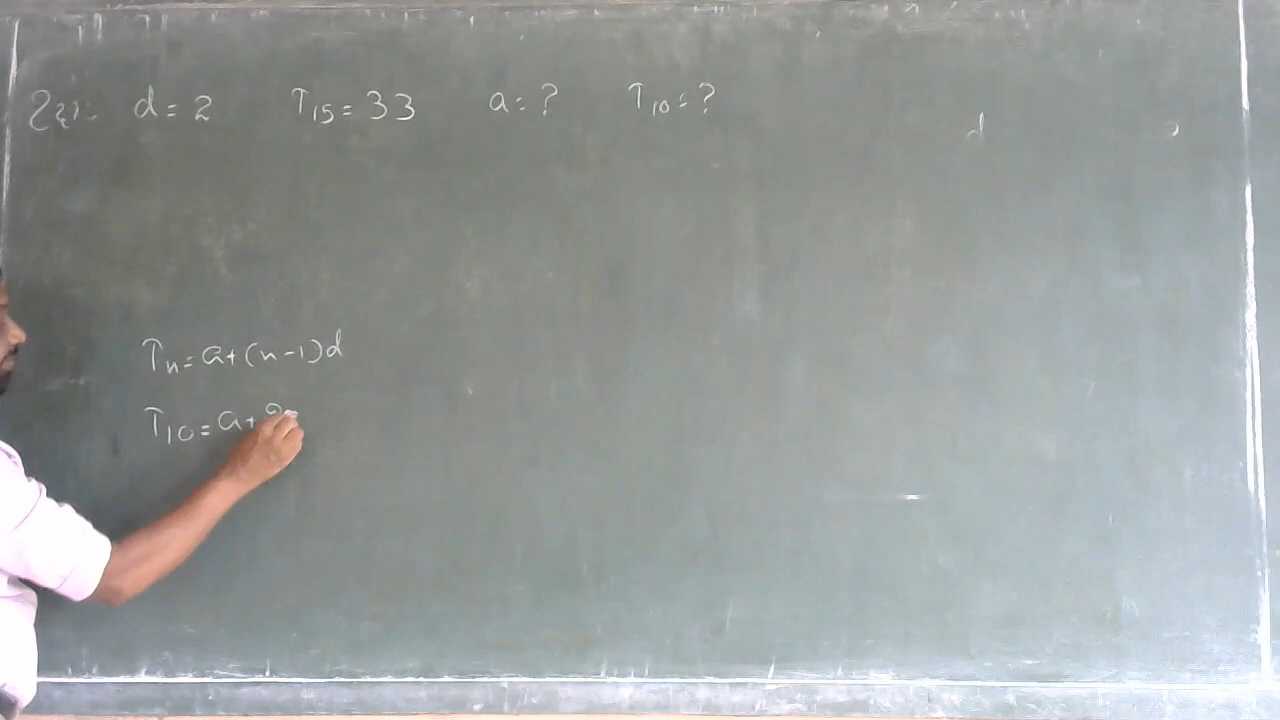 d = 2 T₁₅ = 33 a = ? T₁₀ = ?
Tₙ = a + (n - 1) d
T₁₀ = a + 9